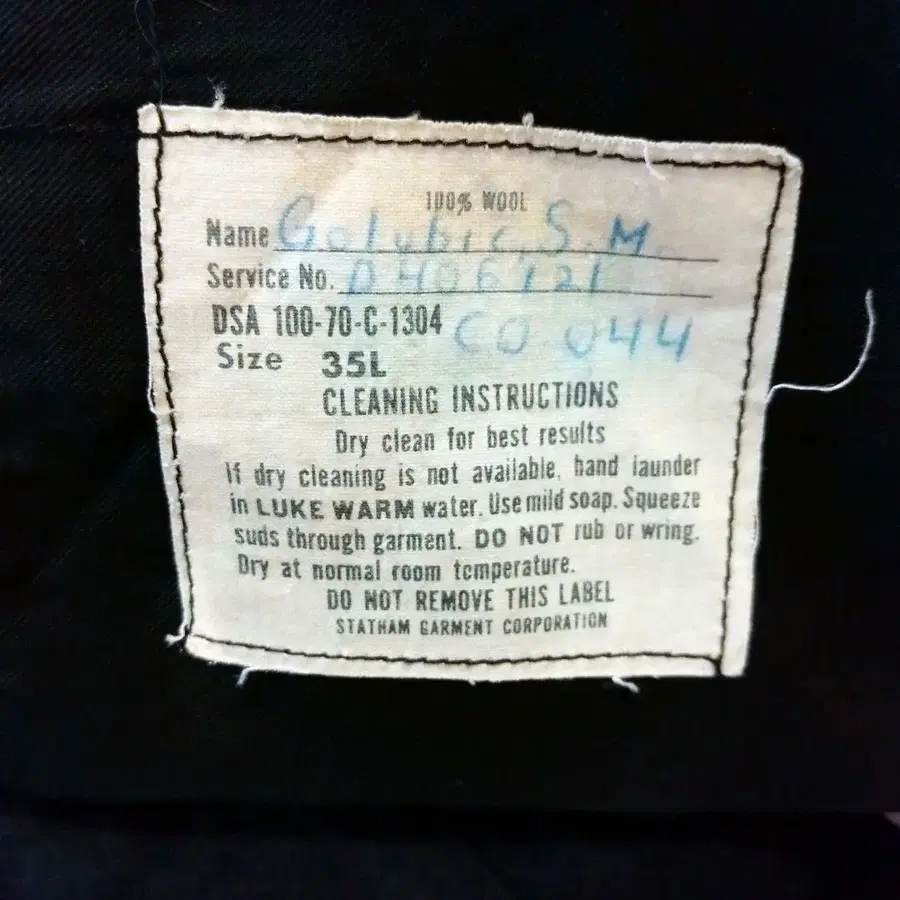 100% WOOL
Name Golubic S.M.
Service No. D406121
DSA 100-70-C-1304 CO 044
Size 35L
CLEANING INSTRUCTIONS
Dry clean for best results
If dry cleaning is not available, hand launder
in LUKE WARM water. Use mild soap. Squeeze
suds through garment. DO NOT rub or wring.
Dry at normal room temperature.
DO NOT REMOVE THIS LABEL
STATHAM GARMENT CORPORATION